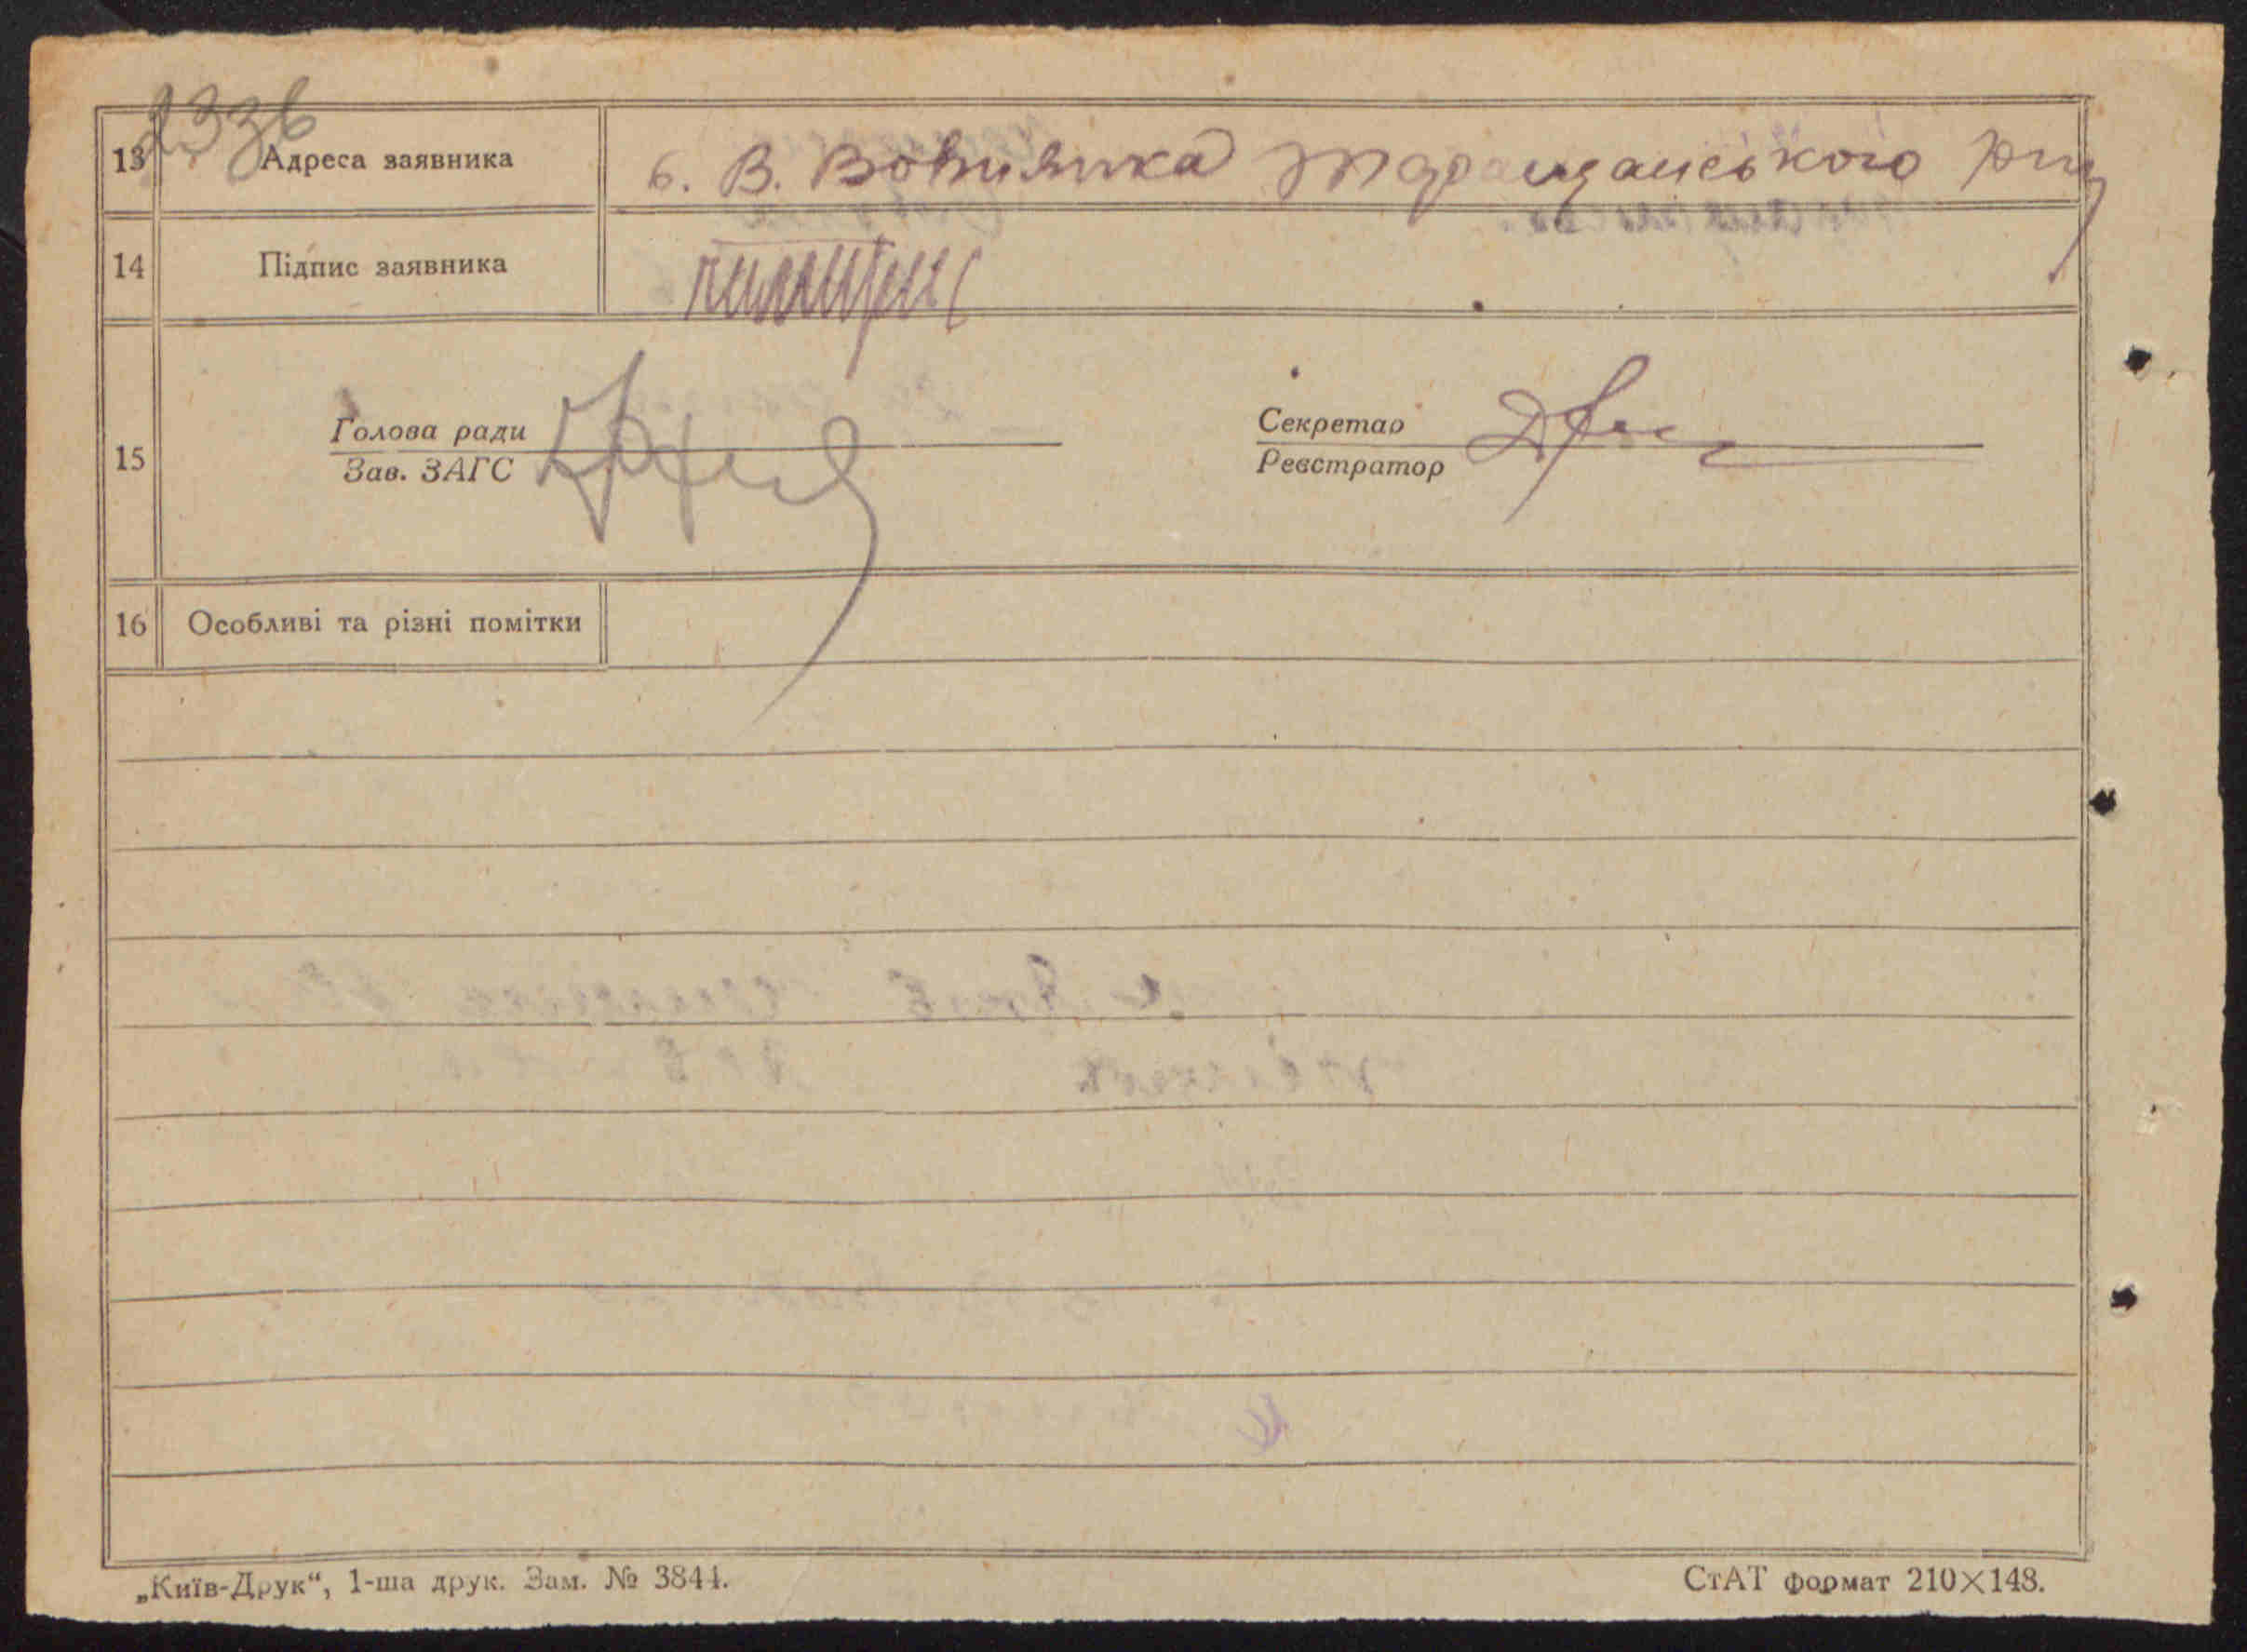 233б
13 Адреса заявника с. В. Вовнянка Таращанського р-ну
14 Підпис заявника
Голова ради Секретар
15
Зав. ЗАГС Реєстратор
16 Особливі та різні помітки
„Київ-Друк“, 1-ша друк. Зам. № 3844. СтАТ формат 210×148.